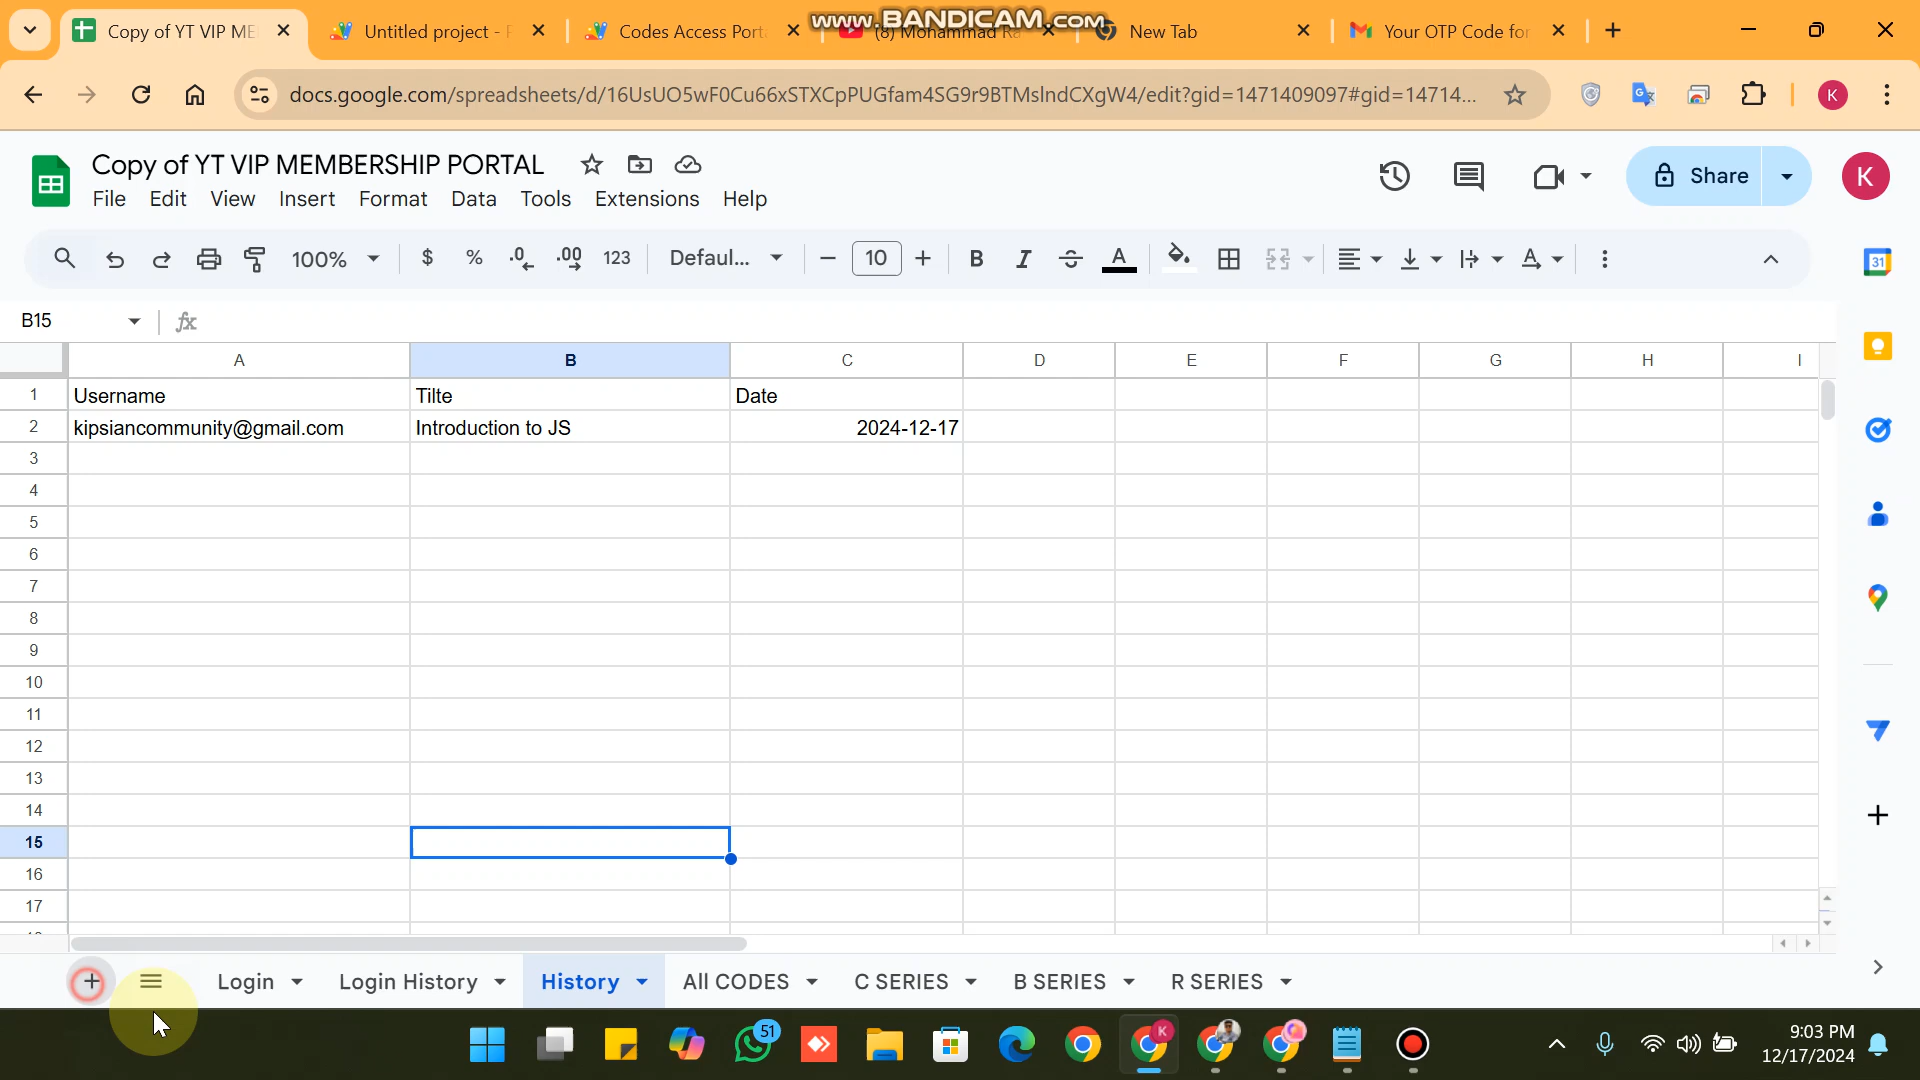 www.BANDICAM.com
Copy of YT VIP ME
Untitled project -
Codes Access Port
(8) Mohammad Ra
New Tab
Your OTP Code for
docs.google.com/spreadsheets/d/16UsUO5wF0Cu66xSTXCpPUGfam4SG9r9BTMsIndCXgW4/edit?gid=1471409097#gid=14714...
K
Copy of YT VIP MEMBERSHIP PORTAL
File Edit View Insert Format Data Tools Extensions Help
Share
K
100% $ % .0 .00 123 Defaul... 10 B I S A
31
B15 fx
A B C D E F G H I
1 Username Tilte Date
2 kipsiancommunity@gmail.com Introduction to JS 2024-12-17
3
4
5
6
7
8
9
10
11
12
13
14
15
16
17
Login Login History History All CODES C SERIES B SERIES R SERIES
51
K
9:03 PM
12/17/2024